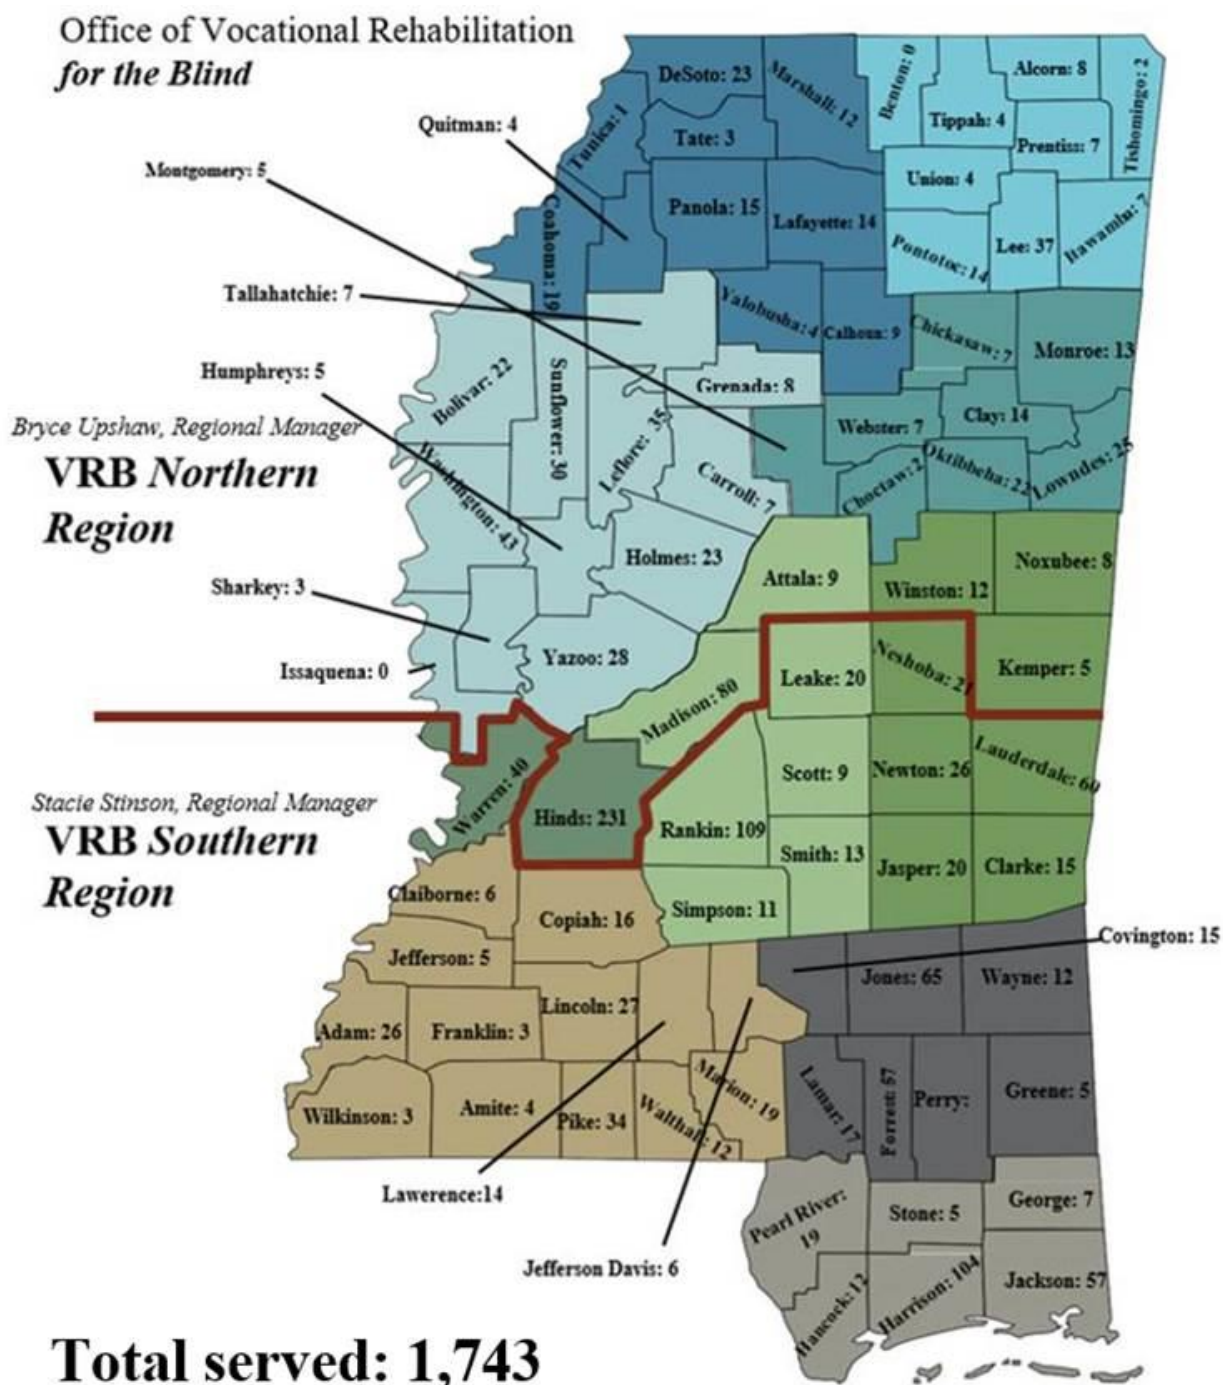 Office of Vocational Rehabilitation
for the Blind
DeSoto: 23
Marshall: 12
Benton: 0
Alcorn: 8
Tishomingo: 2
Tippah: 4
Prentiss: 7
Quitman: 4
Tunica: 1
Tate: 3
Montgomery: 5
Union: 4
Panola: 15
Lafayette: 14
Coahoma: 19
Pontotoc: 14
Lee: 37
Itawamba: 7
Tallahatchie: 7
Yalobusha: 4
Calhoun: 9
Chickasaw: 7
Monroe: 13
Humphreys: 5
Bolivar: 22
Sunflower: 30
Grenada: 8
Leflore: 35
Webster: 7
Clay: 14
Bryce Upshaw, Regional Manager
VRB Northern
Region
Washington: 43
Carroll: 7
Choctaw: 2
Oktibbeha: 22
Lowndes: 25
Holmes: 23
Attala: 9
Winston: 12
Noxubee: 8
Sharkey: 3
Issaquena: 0
Yazoo: 28
Madison: 80
Leake: 20
Neshoba: 21
Kemper: 5
Stacie Stinson, Regional Manager
VRB Southern
Region
Warren: 40
Hinds: 231
Rankin: 109
Scott: 9
Newton: 26
Lauderdale: 60
Smith: 13
Jasper: 20
Clarke: 15
Claiborne: 6
Copiah: 16
Simpson: 11
Covington: 15
Jefferson: 5
Jones: 65
Wayne: 12
Adam: 26
Franklin: 3
Lincoln: 27
Wilkinson: 3
Amite: 4
Pike: 34
Walthall: 12
Marion: 19
Lamar: 17
Forrest: 57
Perry:
Greene: 5
Lawerence:14
Jefferson Davis: 6
Pearl River:
19
Stone: 5
George: 7
Hancock: 12
Harrison: 104
Jackson: 57
Total served: 1,743